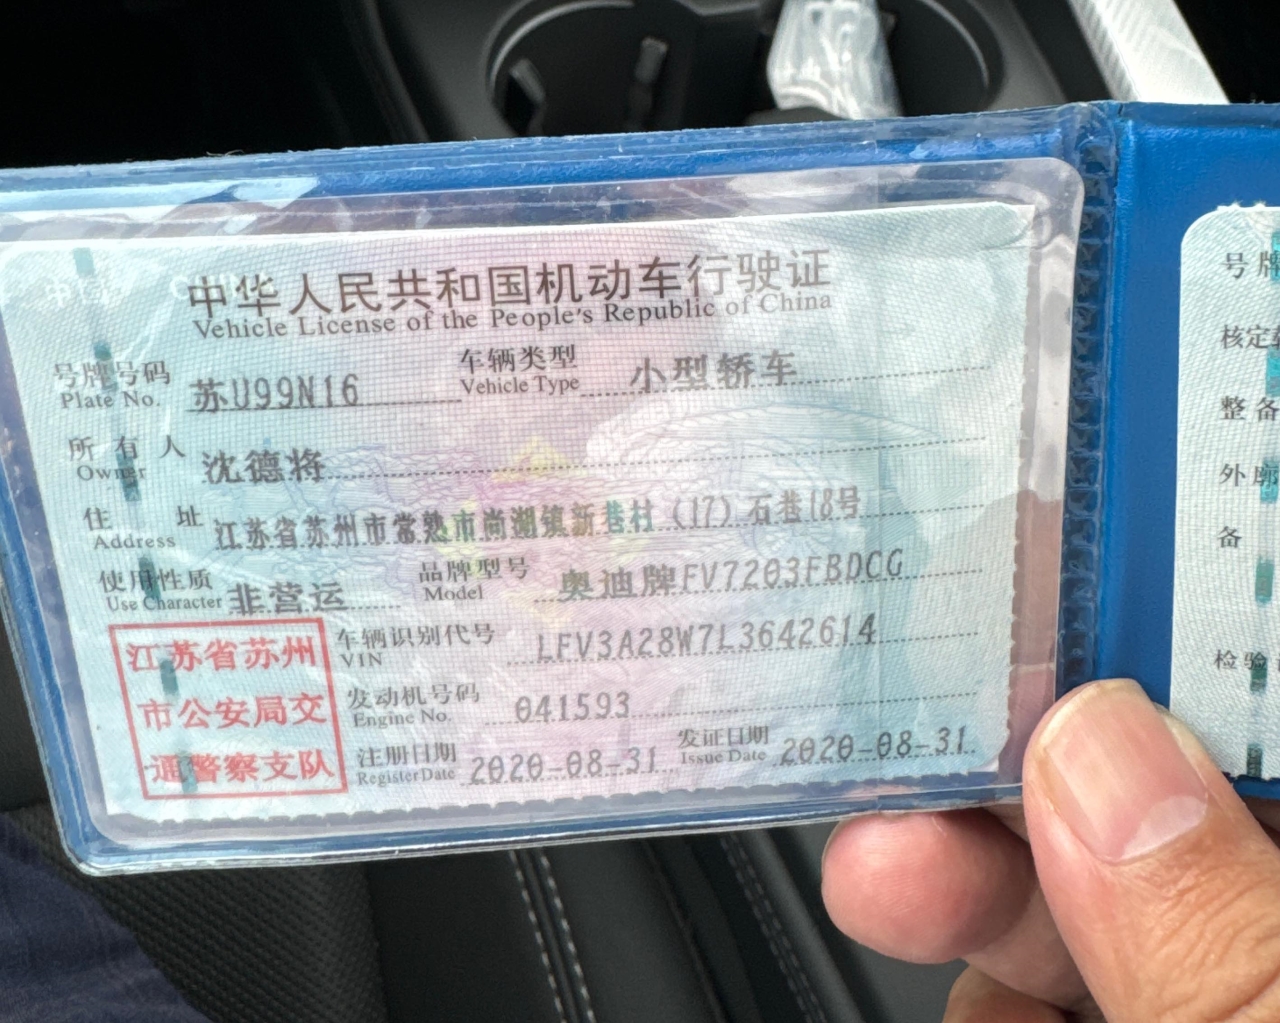 中华人民共和国机动车行驶证
Vehicle License of the People's Republic of China
号牌号码 苏U99N16 车辆类型 小型轿车
Plate No. Vehicle Type
所有人 沈德将
Owner
住址 江苏省苏州市常熟市尚湖镇新巷村（17）石巷18号
Address
使用性质 非营运 品牌型号 奥迪牌FV7203FBDCG
Use Character Model
江苏省苏州
市公安局交
通警察支队
车辆识别代号 LFV3A28W7L3642614
VIN
发动机号码 041593
Engine No.
注册日期 2020-08-31 发证日期 2020-08-31
Register Date Issue Date
号牌
核定
整备
外廓
备
检验